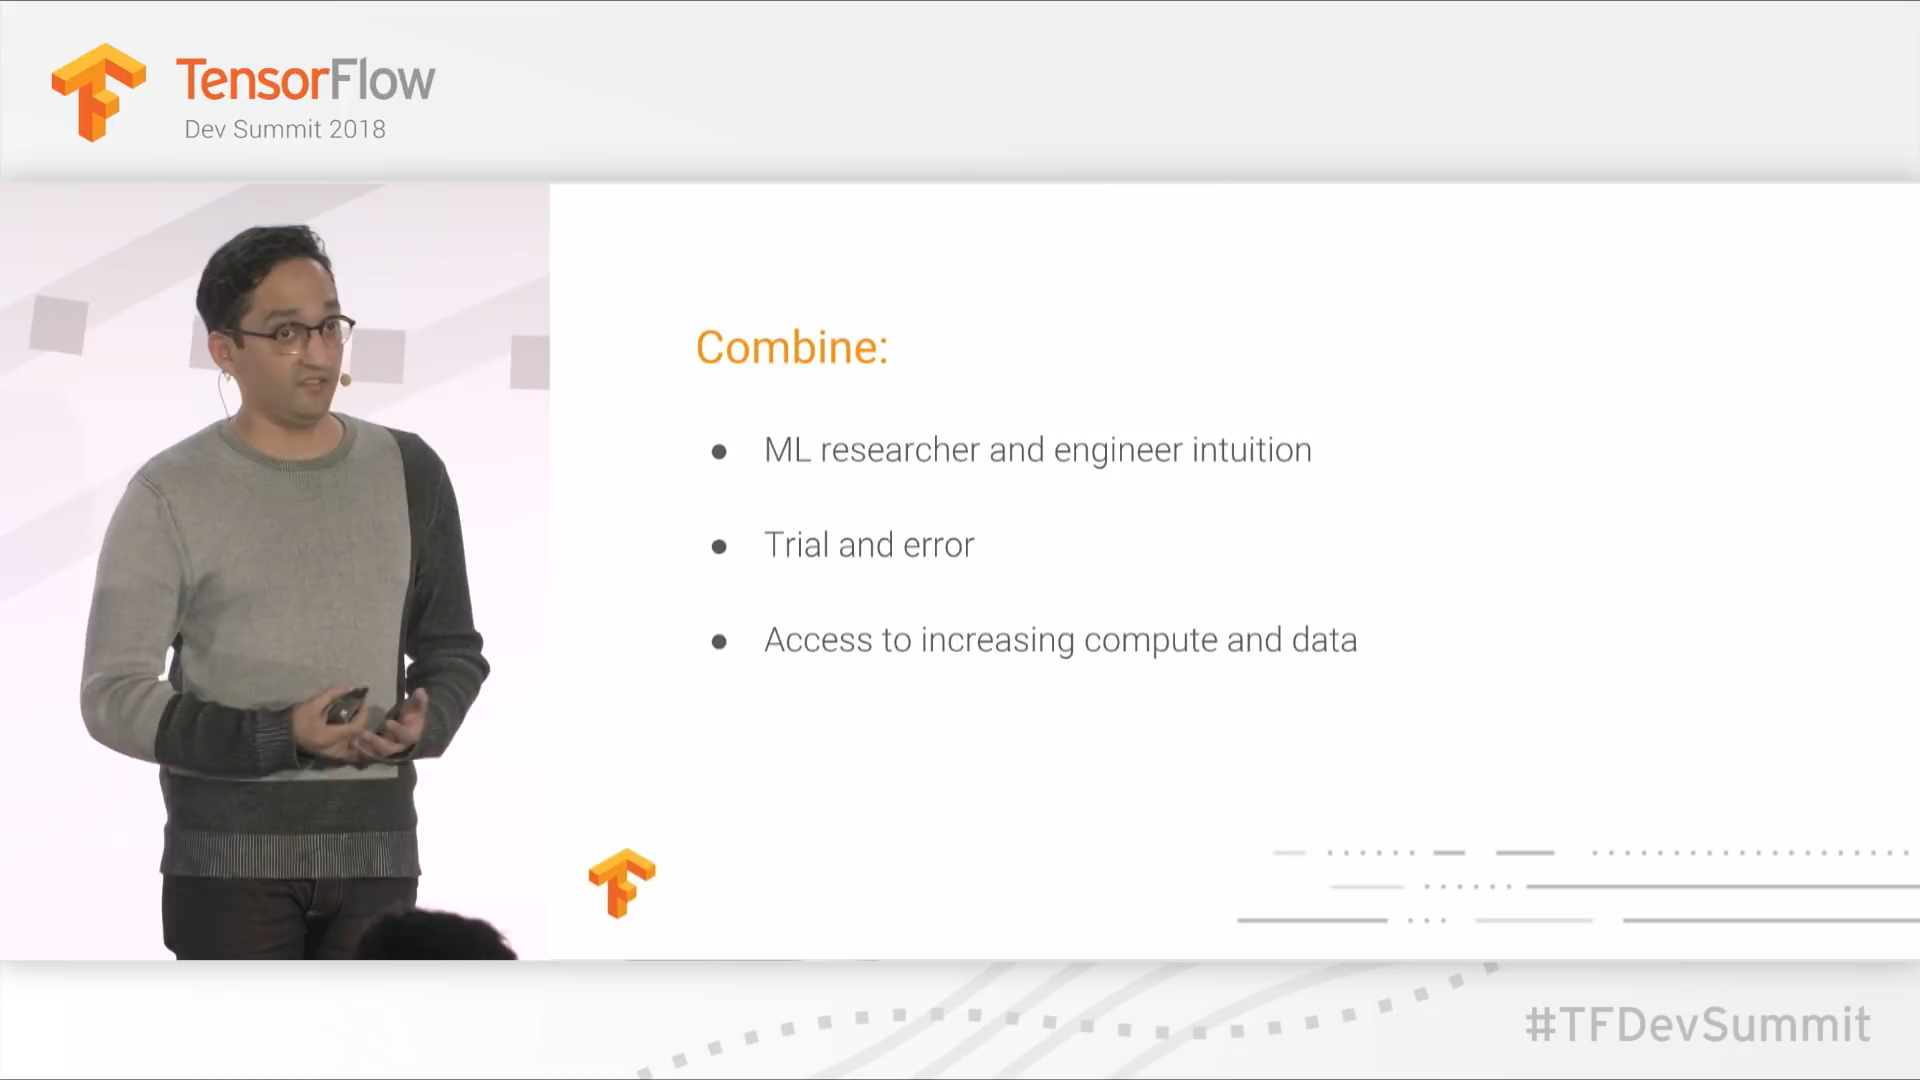 TensorFlow
Dev Summit 2018
Combine:
● ML researcher and engineer intuition
● Trial and error
● Access to increasing compute and data
#TFDevSummit